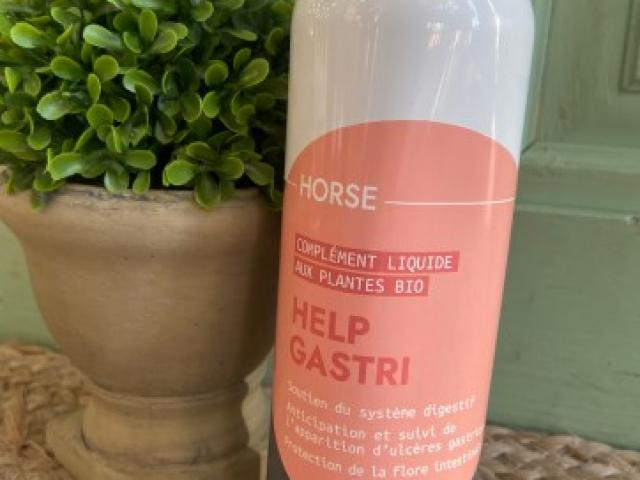 HORSE
COMPLÉMENT LIQUIDE
AUX PLANTES BIO
HELP
GASTRI
Soutien du système digestif
Anticipation et suivi de
l'apparition d'ulcères
Protection de la flore